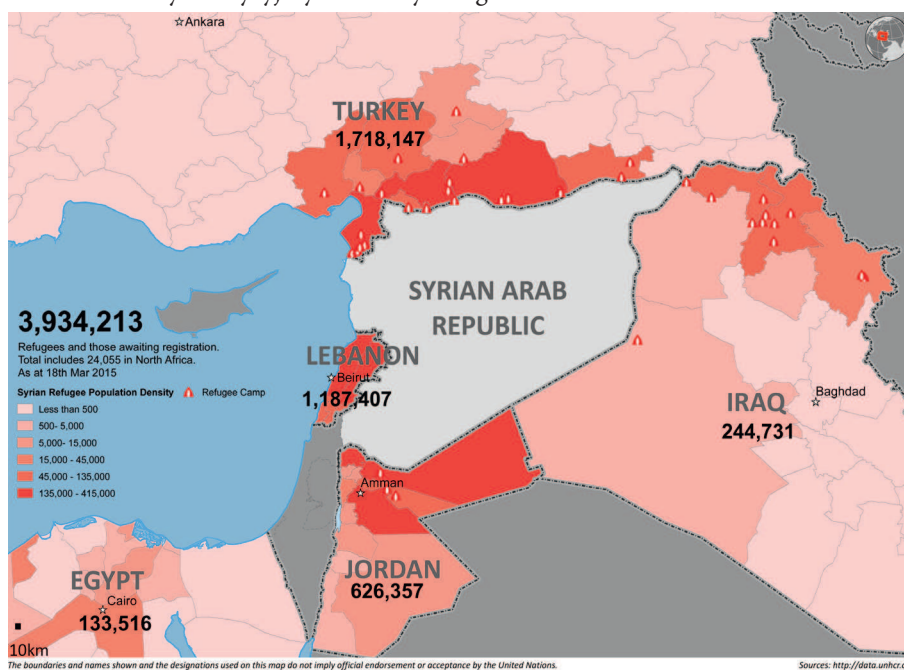 Ankara
TURKEY
1,718,147
SYRIAN ARAB
REPUBLIC
3,934,213
Refugees and those awaiting registration.
Total includes 24,055 in North Africa.
As at 18th Mar 2015
LEBANON
Beirut
1,187,407
Syrian Refugee Population Density
Refugee Camp
Less than 500
500- 5,000
5,000- 15,000
15,000 - 45,000
45,000 - 135,000
135,000 - 415,000
Baghdad
IRAQ
244,731
Amman
JORDAN
626,357
EGYPT
Cairo
133,516
10km
The boundaries and names shown and the designations used on this map do not imply official endorsement or acceptance by the United Nations.
Sources: http://data.unhcr.o